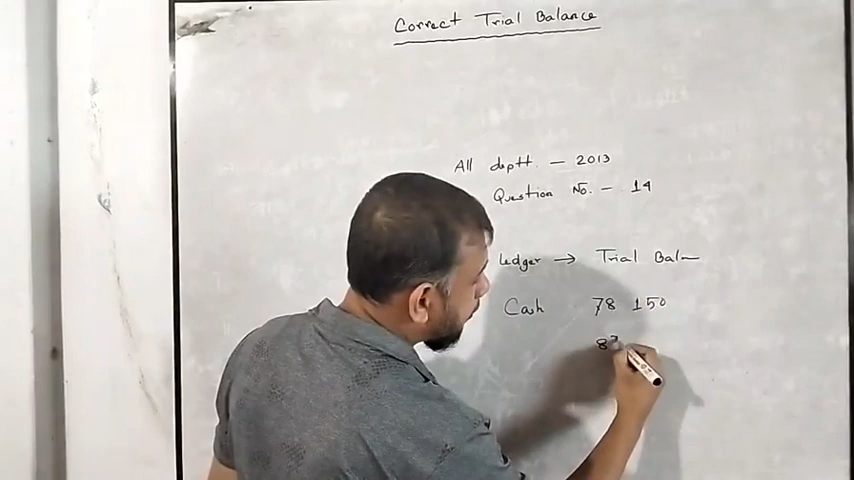 Correct Trial Balance
All deptt. – 2013
Question No. – 14
Ledger → Trial Bal
Cash 78 150